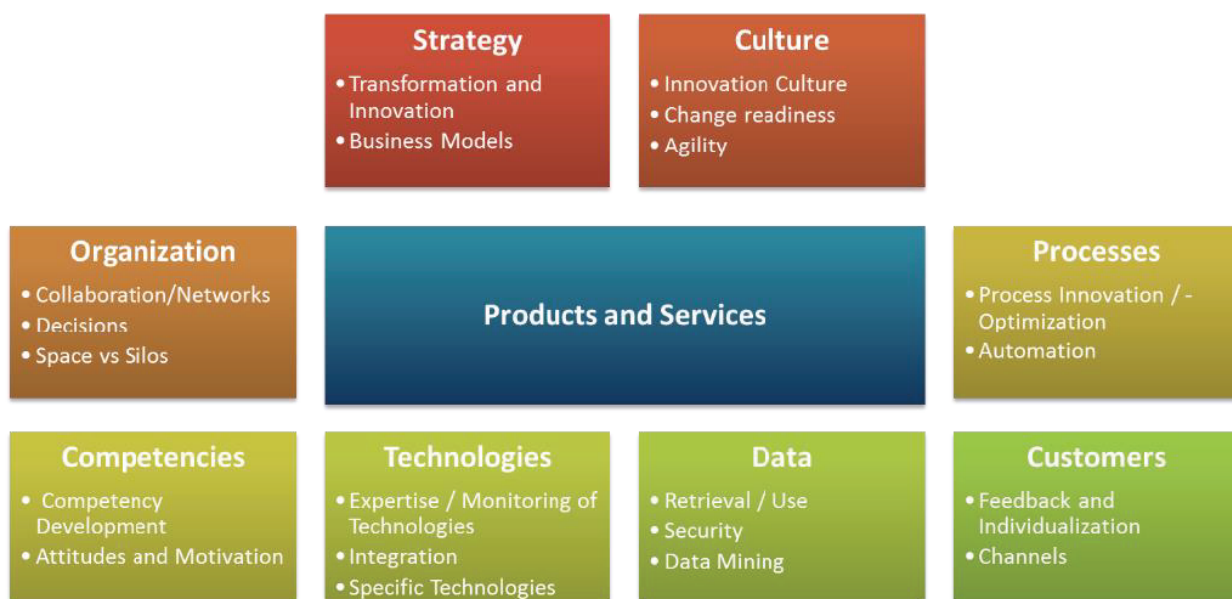 Strategy
• Transformation and
Innovation
• Business Models
Culture
• Innovation Culture
• Change readiness
• Agility
Organization
• Collaboration/Networks
• Decisions
• Space vs Silos
Products and Services
Processes
• Process Innovation / -
Optimization
• Automation
Competencies
• Competency
Development
• Attitudes and Motivation
Technologies
• Expertise / Monitoring of
Technologies
• Integration
• Specific Technologies
Data
• Retrieval / Use
• Security
• Data Mining
Customers
• Feedback and
Individualization
• Channels